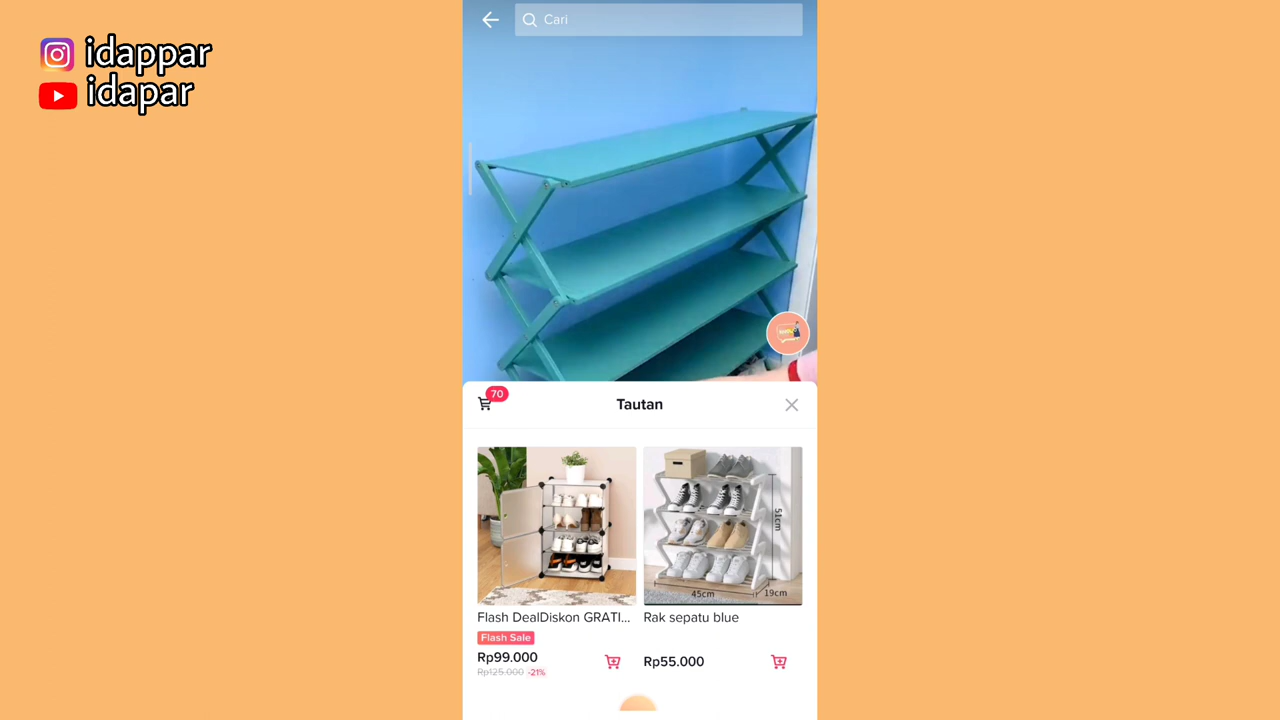 idappar
idapar
Cari
70
Tautan
51cm
45cm
19cm
Flash DealDiskon GRATI...
Flash Sale
Rp99.000
Rp125.000 -21%
Rak sepatu blue
Rp55.000